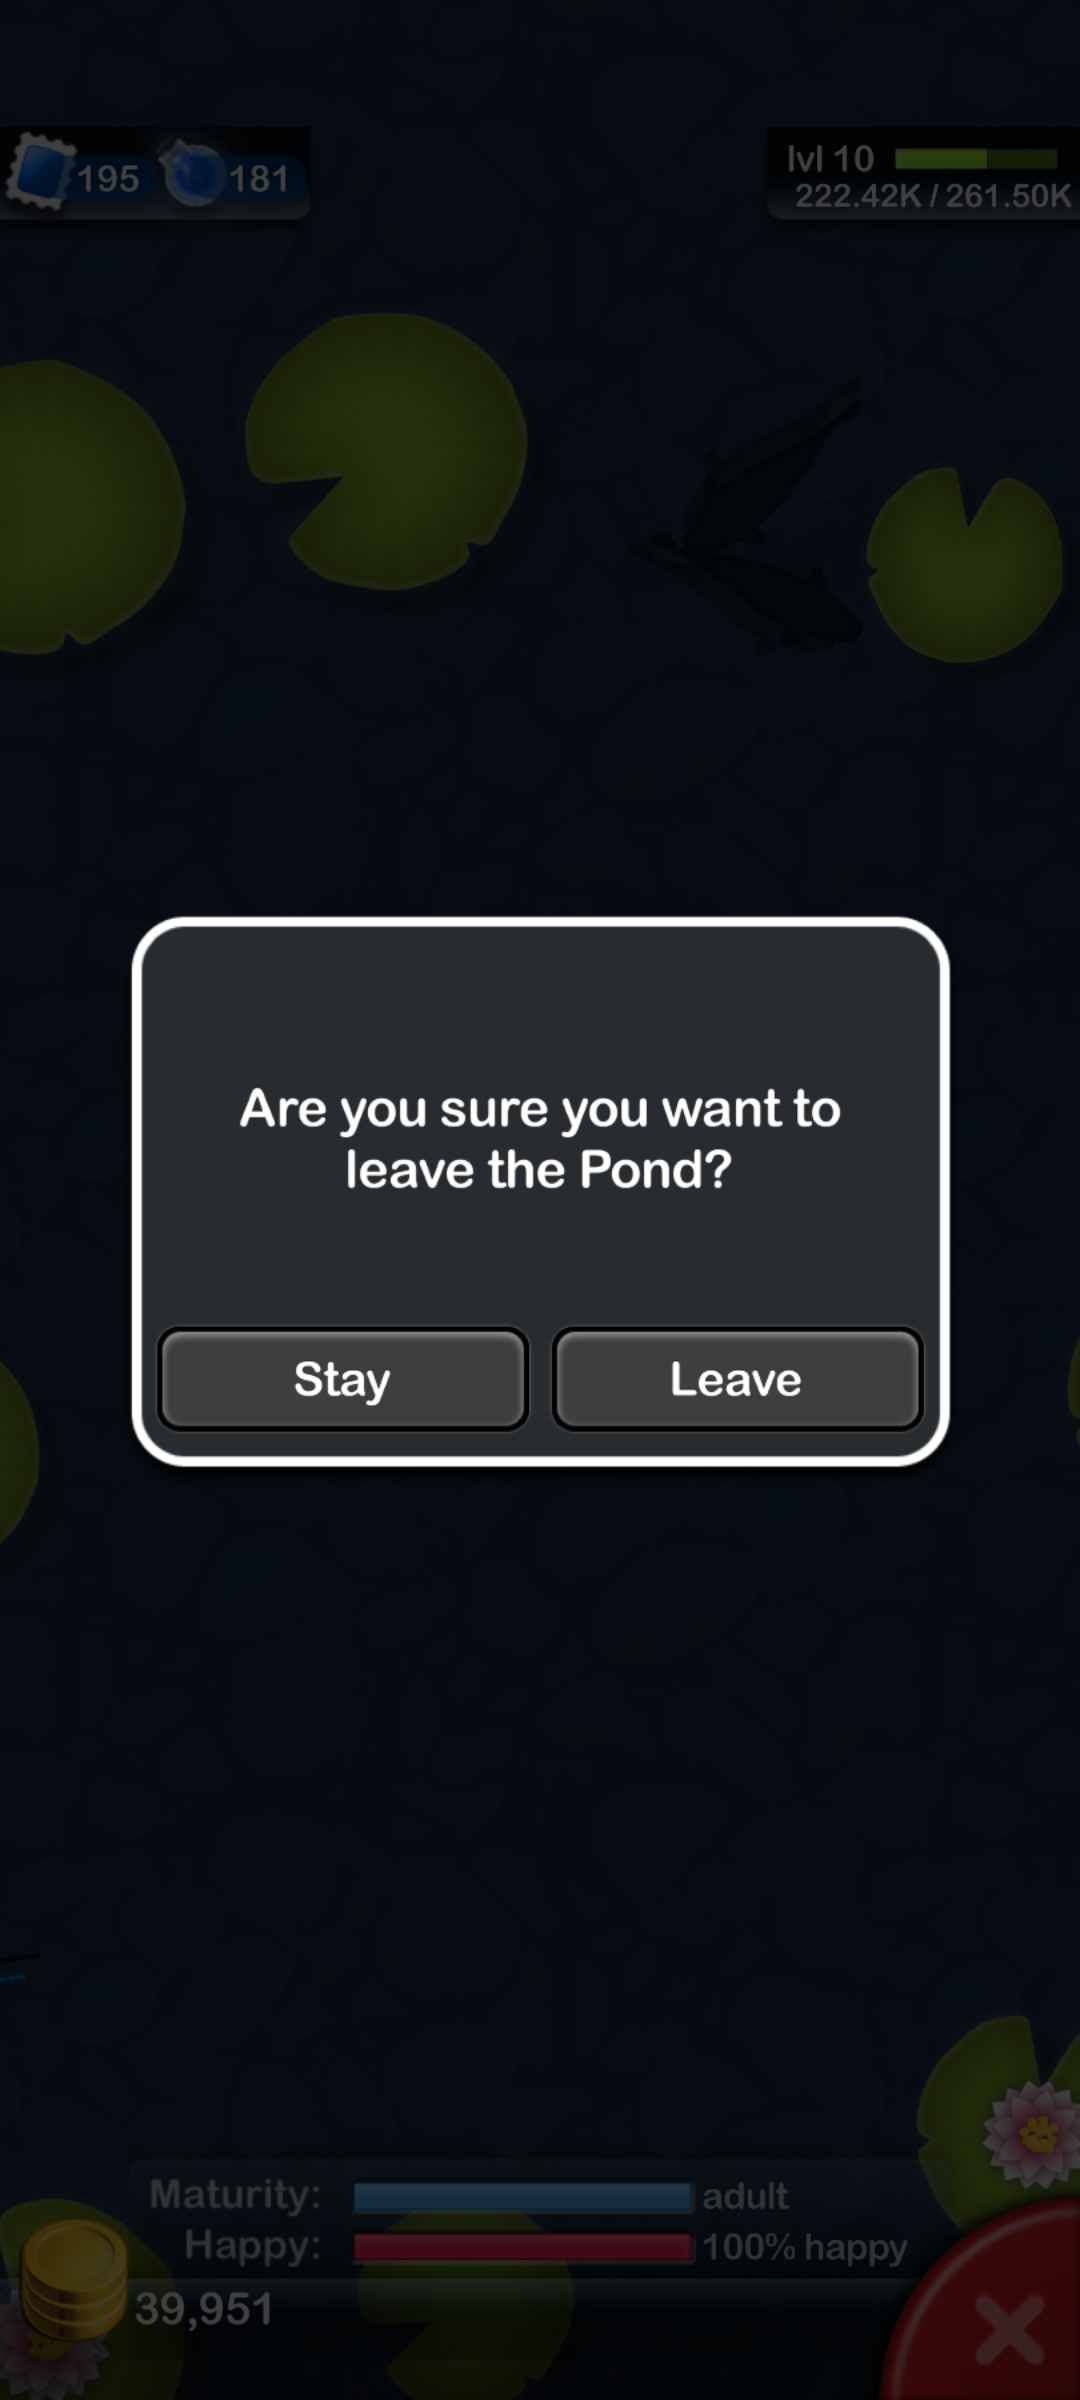 195 181
lvl 10
222.42K / 261.50K
Are you sure you want to
leave the Pond?
Stay Leave
Maturity: adult
Happy: 100% happy
39,951